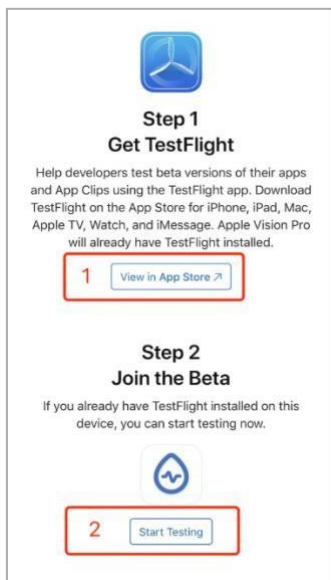 Step 1
Get TestFlight
Help developers test beta versions of their apps
and App Clips using the TestFlight app. Download
TestFlight on the App Store for iPhone, iPad, Mac,
Apple TV, Watch, and iMessage. Apple Vision Pro
will already have TestFlight installed.
1 View in App Store ↗
Step 2
Join the Beta
If you already have TestFlight installed on this
device, you can start testing now.
2 Start Testing